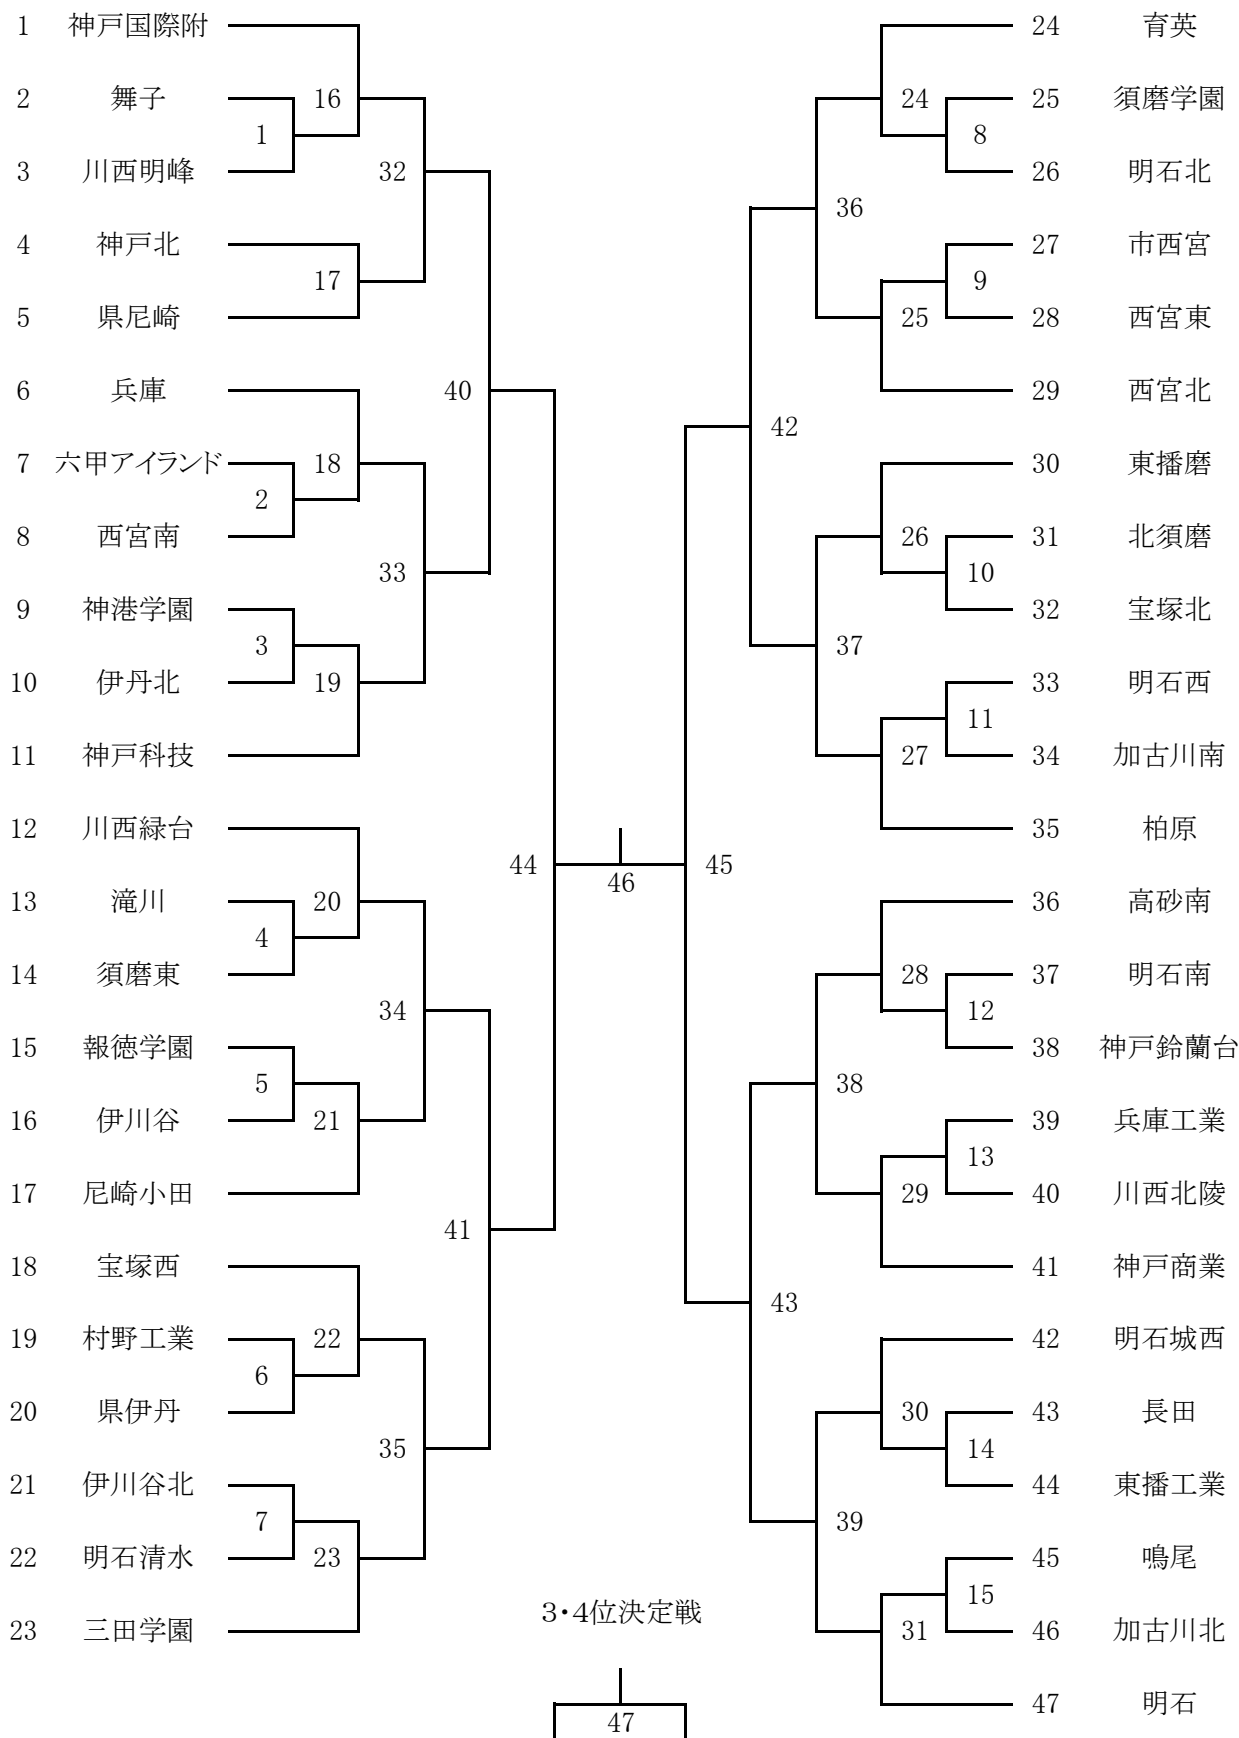 1 神戸国際附
2 舞子
16
1
3 川西明峰
32
4 神戸北
17
5 県尼崎
6 兵庫
40
7 六甲アイランド
18
2
8 西宮南
33
9 神港学園
3
10 伊丹北
19
11 神戸科技
12 川西緑台
44
13 滝川
20
4
14 須磨東
34
15 報徳学園
5
16 伊川谷
21
17 尼崎小田
41
18 宝塚西
19 村野工業
22
6
20 県伊丹
35
21 伊川谷北
7
22 明石清水
23
23 三田学園
46
3・4位決定戦
47
24 育英
24
25 須磨学園
8
26 明石北
36
27 市西宮
9
25
28 西宮東
29 西宮北
42
30 東播磨
26
31 北須磨
10
32 宝塚北
37
33 明石西
11
27
34 加古川南
35 柏原
45
36 高砂南
28
37 明石南
12
38 神戸鈴蘭台
38
39 兵庫工業
13
29
40 川西北陵
41 神戸商業
43
42 明石城西
30
43 長田
14
44 東播工業
39
45 鳴尾
15
31
46 加古川北
47 明石